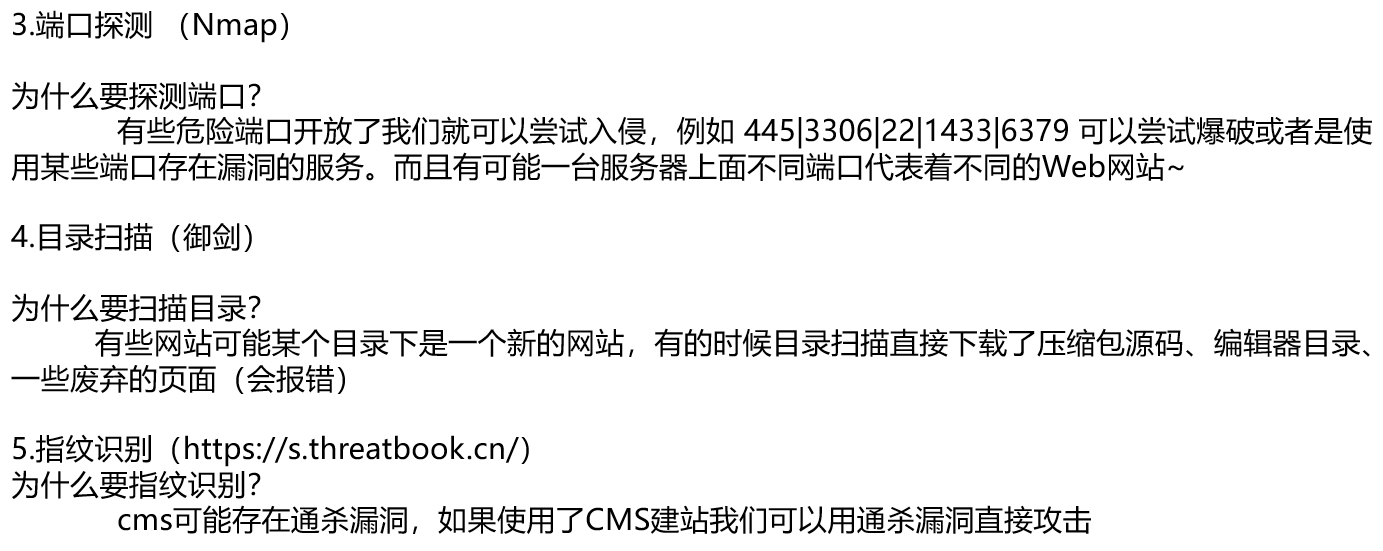 3.端口探测 （Nmap）
为什么要探测端口？
有些危险端口开放了我们就可以尝试入侵，例如 445|3306|22|1433|6379 可以尝试爆破或者是使
用某些端口存在漏洞的服务。而且有可能一台服务器上面不同端口代表着不同的Web网站~
4.目录扫描（御剑）
为什么要扫描目录？
有些网站可能某个目录下是一个新的网站，有的时候目录扫描直接下载了压缩包源码、编辑器目录、
一些废弃的页面（会报错）
5.指纹识别（https://s.threatbook.cn/）
为什么要指纹识别？
cms可能存在通杀漏洞，如果使用了CMS建站我们可以用通杀漏洞直接攻击